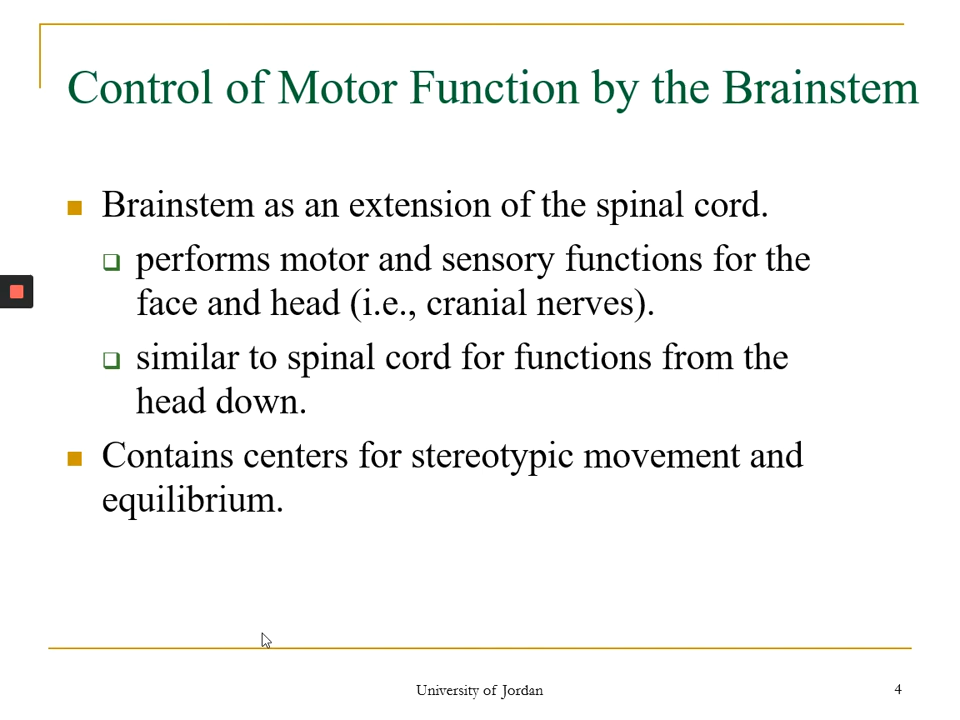 Control of Motor Function by the Brainstem
Brainstem as an extension of the spinal cord.
performs motor and sensory functions for the
face and head (i.e., cranial nerves).
similar to spinal cord for functions from the
head down.
Contains centers for stereotypic movement and
equilibrium.
University of Jordan
4